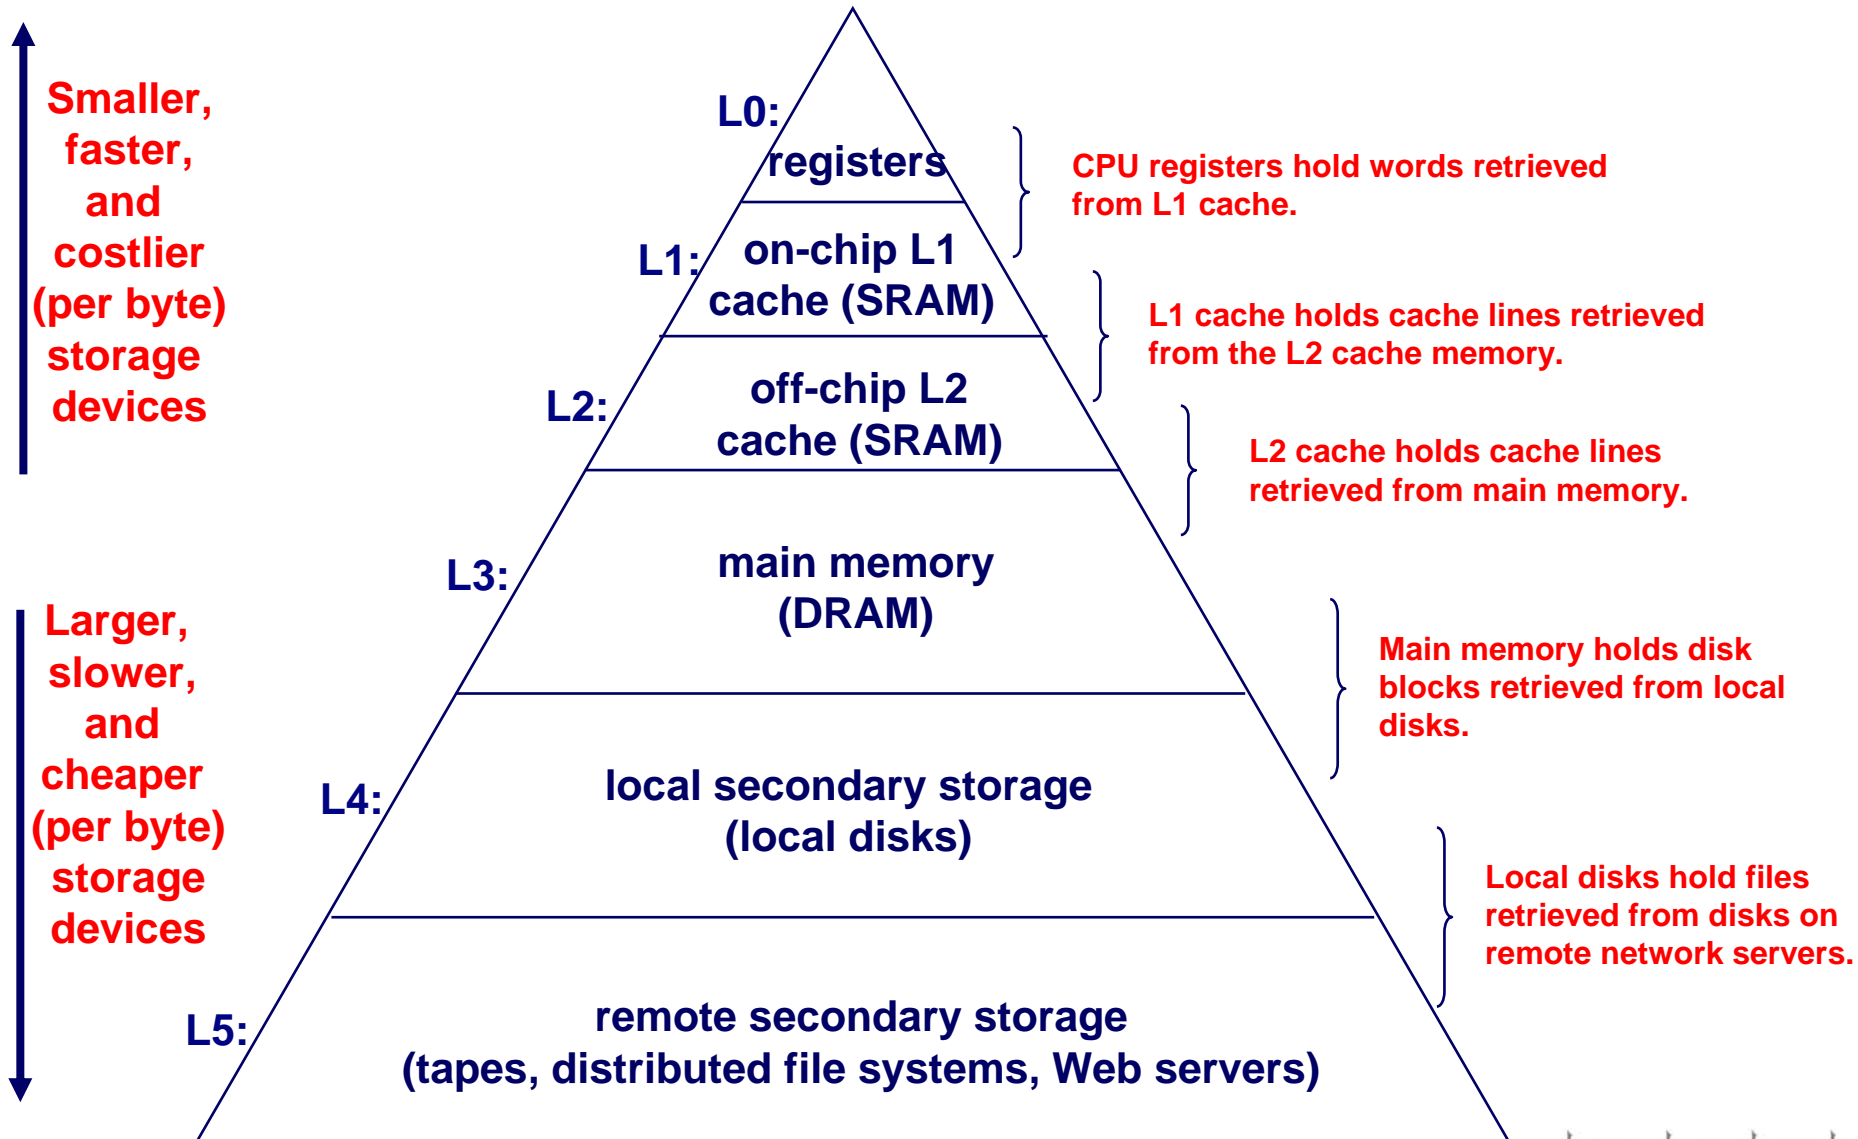 Smaller,
faster,
and
costlier
(per byte)
storage
devices
Larger,
slower,
and
cheaper
(per byte)
storage
devices
L0:
registers
CPU registers hold words retrieved
from L1 cache.
L1:
on-chip L1
cache (SRAM)
L1 cache holds cache lines retrieved
from the L2 cache memory.
L2:
off-chip L2
cache (SRAM)
L2 cache holds cache lines
retrieved from main memory.
L3:
main memory
(DRAM)
Main memory holds disk
blocks retrieved from local
disks.
L4:
local secondary storage
(local disks)
Local disks hold files
retrieved from disks on
remote network servers.
L5:
remote secondary storage
(tapes, distributed file systems, Web servers)